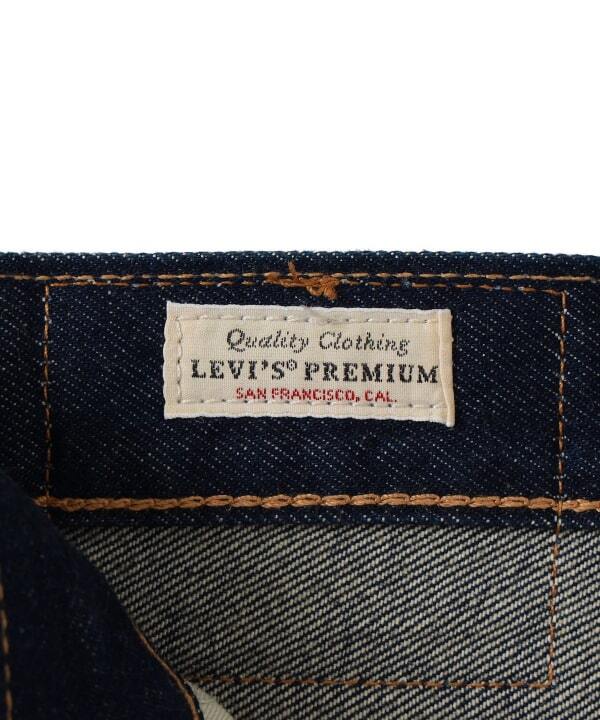 Quality Clothing
LEVI'S® PREMIUM
SAN FRANCISCO, CAL.